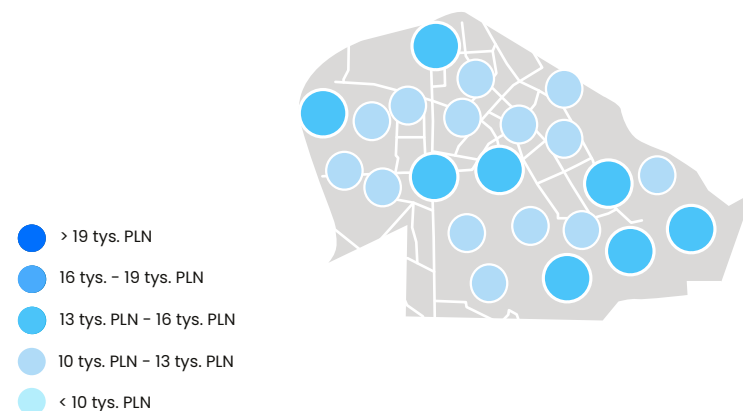 > 19 tys. PLN
16 tys. - 19 tys. PLN
13 tys. PLN - 16 tys. PLN
10 tys. PLN - 13 tys. PLN
< 10 tys. PLN